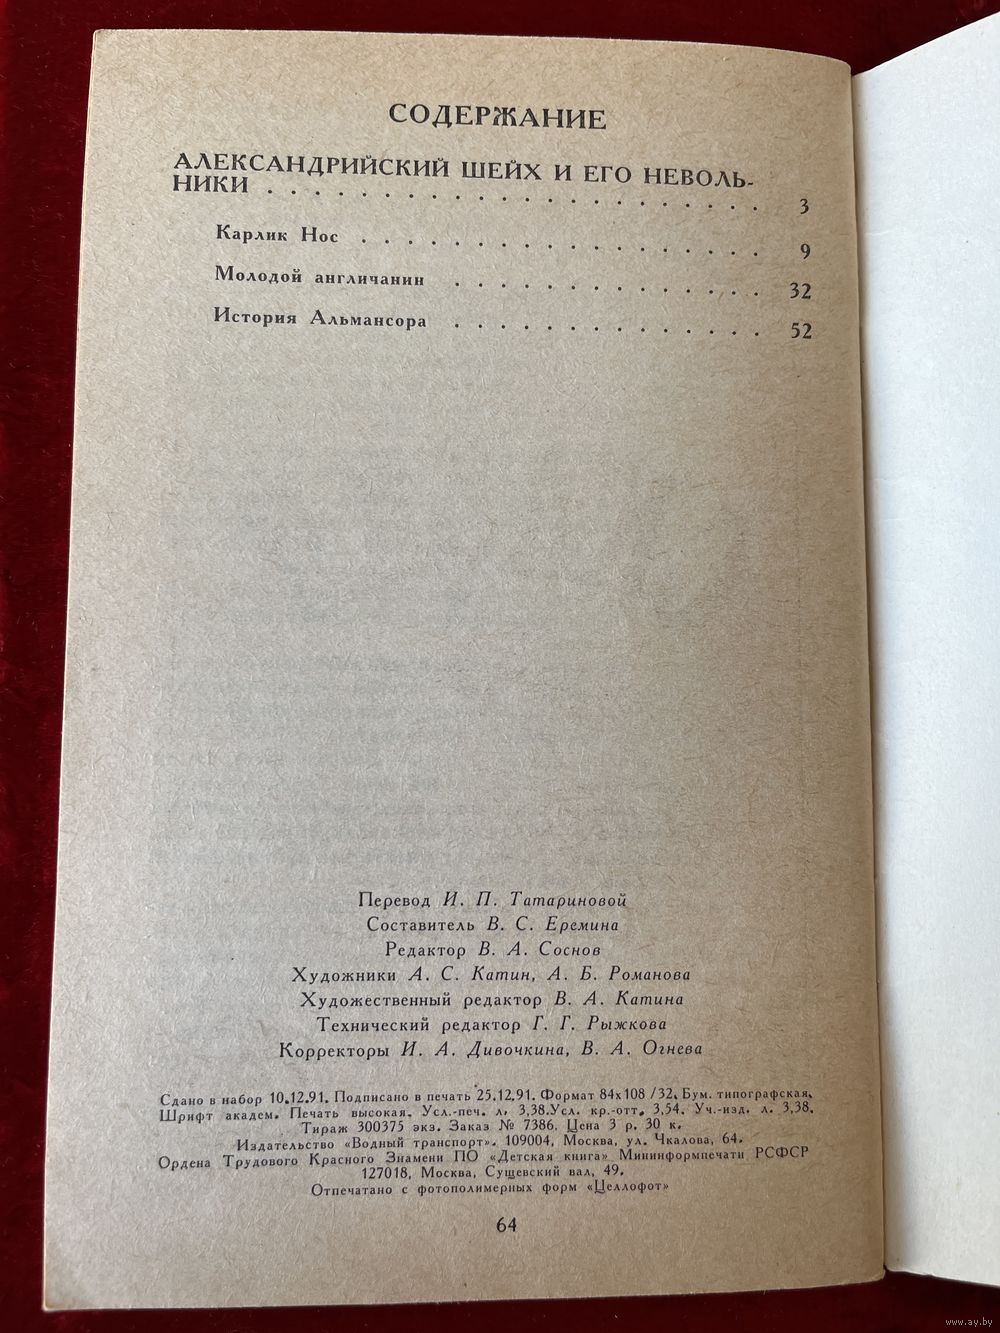 СОДЕРЖАНИЕ
АЛЕКСАНДРИЙСКИЙ ШЕЙХ И ЕГО НЕВОЛЬ-
НИКИ . . . . . . . . . . . . . . . . . . . . . 3
Карлик Нос . . . . . . . . . . . . . . . . . 9
Молодой англичанин . . . . . . . . . . . . . . 32
История Альмансора . . . . . . . . . . . . . . 52
Перевод И. П. Татариновой
Составитель В. С. Еремина
Редактор В. А. Соснов
Художники А. С. Катин, А. Б. Романова
Художественный редактор В. А. Катина
Технический редактор Г. Г. Рыжкова
Корректоры И. А. Дивочкина, В. А. Огнева
Сдано в набор 10.12.91. Подписано в печать 25.12.91. Формат 84х108 /32. Бум. типографская.
Шрифт академ. Печать высокая. Усл.-печ. л. 3,38.Усл. кр.-отт. 3,54. Уч.-изд. л. 3,38.
Тираж 300375 экз. Заказ № 7386. Цена 3 р. 30 к.
Издательство «Водный транспорт». 109004, Москва, ул. Чкалова, 64.
Ордена Трудового Красного Знамени ПО «Детская книга» Мининформпечати РСФСР
127018, Москва, Сущевский вал, 49.
Отпечатано с фотополимерных форм «Целлофот»
64
www.ay.by